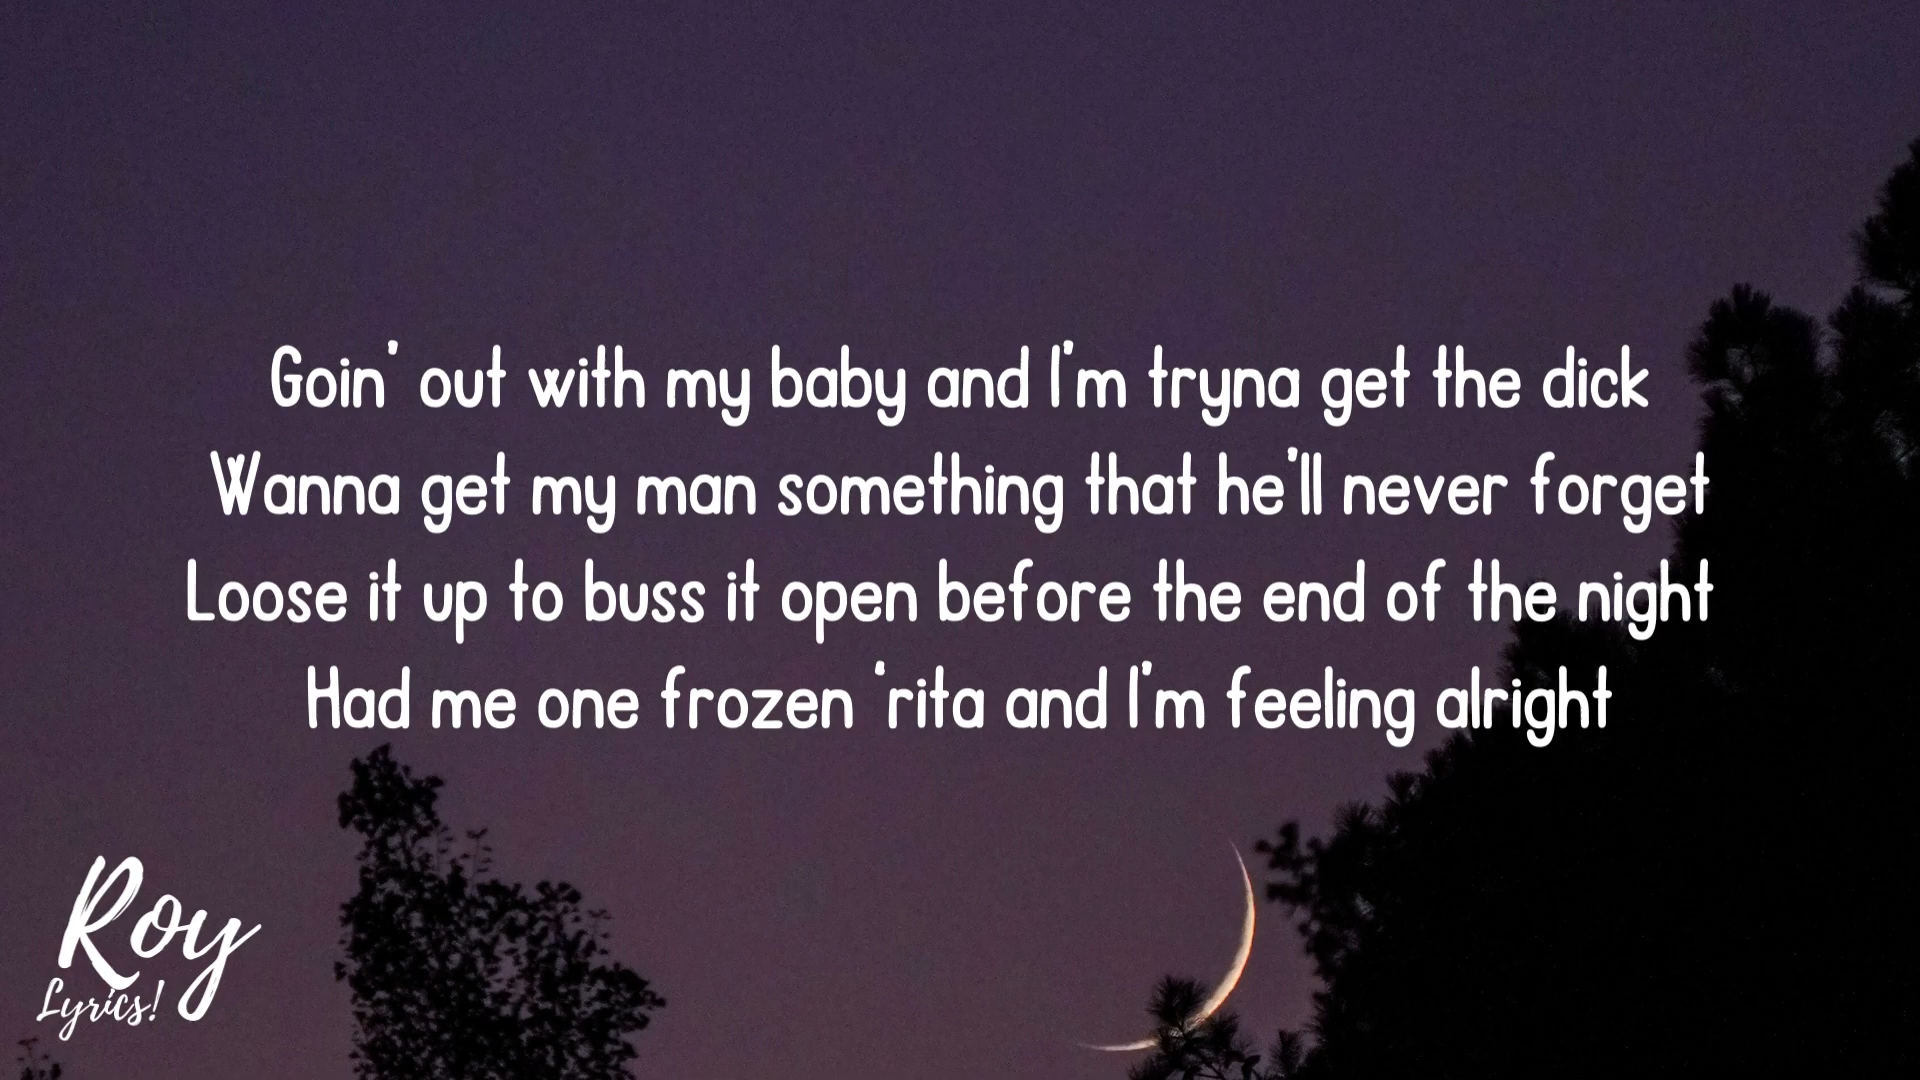 Goin' out with my baby and I'm tryna get the dick
Wanna get my man something that he'll never forget
Loose it up to buss it open before the end of the night
Had me one frozen 'rita and I'm feeling alright
Roy
Lyrics!